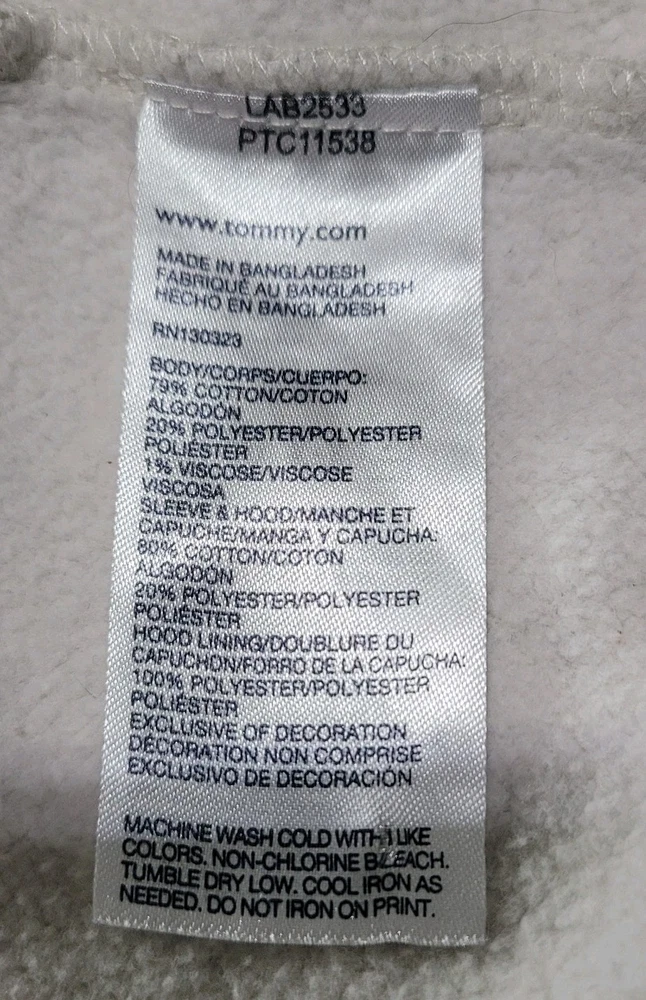 LAB2533
PTC11538
www.tommy.com
MADE IN BANGLADESH
FABRIQUÉ AU BANGLADESH
HECHO EN BANGLADESH
RN130323
BODY/CORPS/CUERPO:
79% COTTON/COTON
ALGODÓN
20% POLYESTER/POLYESTER
POLIÉSTER
1% VISCOSE/VISCOSE
VISCOSA
SLEEVE & HOOD/MANCHE ET
CAPUCHE/MANGA Y CAPUCHA:
80% COTTON/COTON
ALGODÓN
20% POLYESTER/POLYESTER
POLIÉSTER
HOOD LINING/DOUBLURE DU
CAPUCHON/FORRO DE LA CAPUCHA:
100% POLYESTER/POLYESTER
POLIÉSTER
EXCLUSIVE OF DECORATION
DÉCORATION NON COMPRISE
EXCLUSIVO DE DECORACIÓN
MACHINE WASH COLD WITH LIKE
COLORS. NON-CHLORINE BLEACH.
TUMBLE DRY LOW. COOL IRON AS
NEEDED. DO NOT IRON ON PRINT.